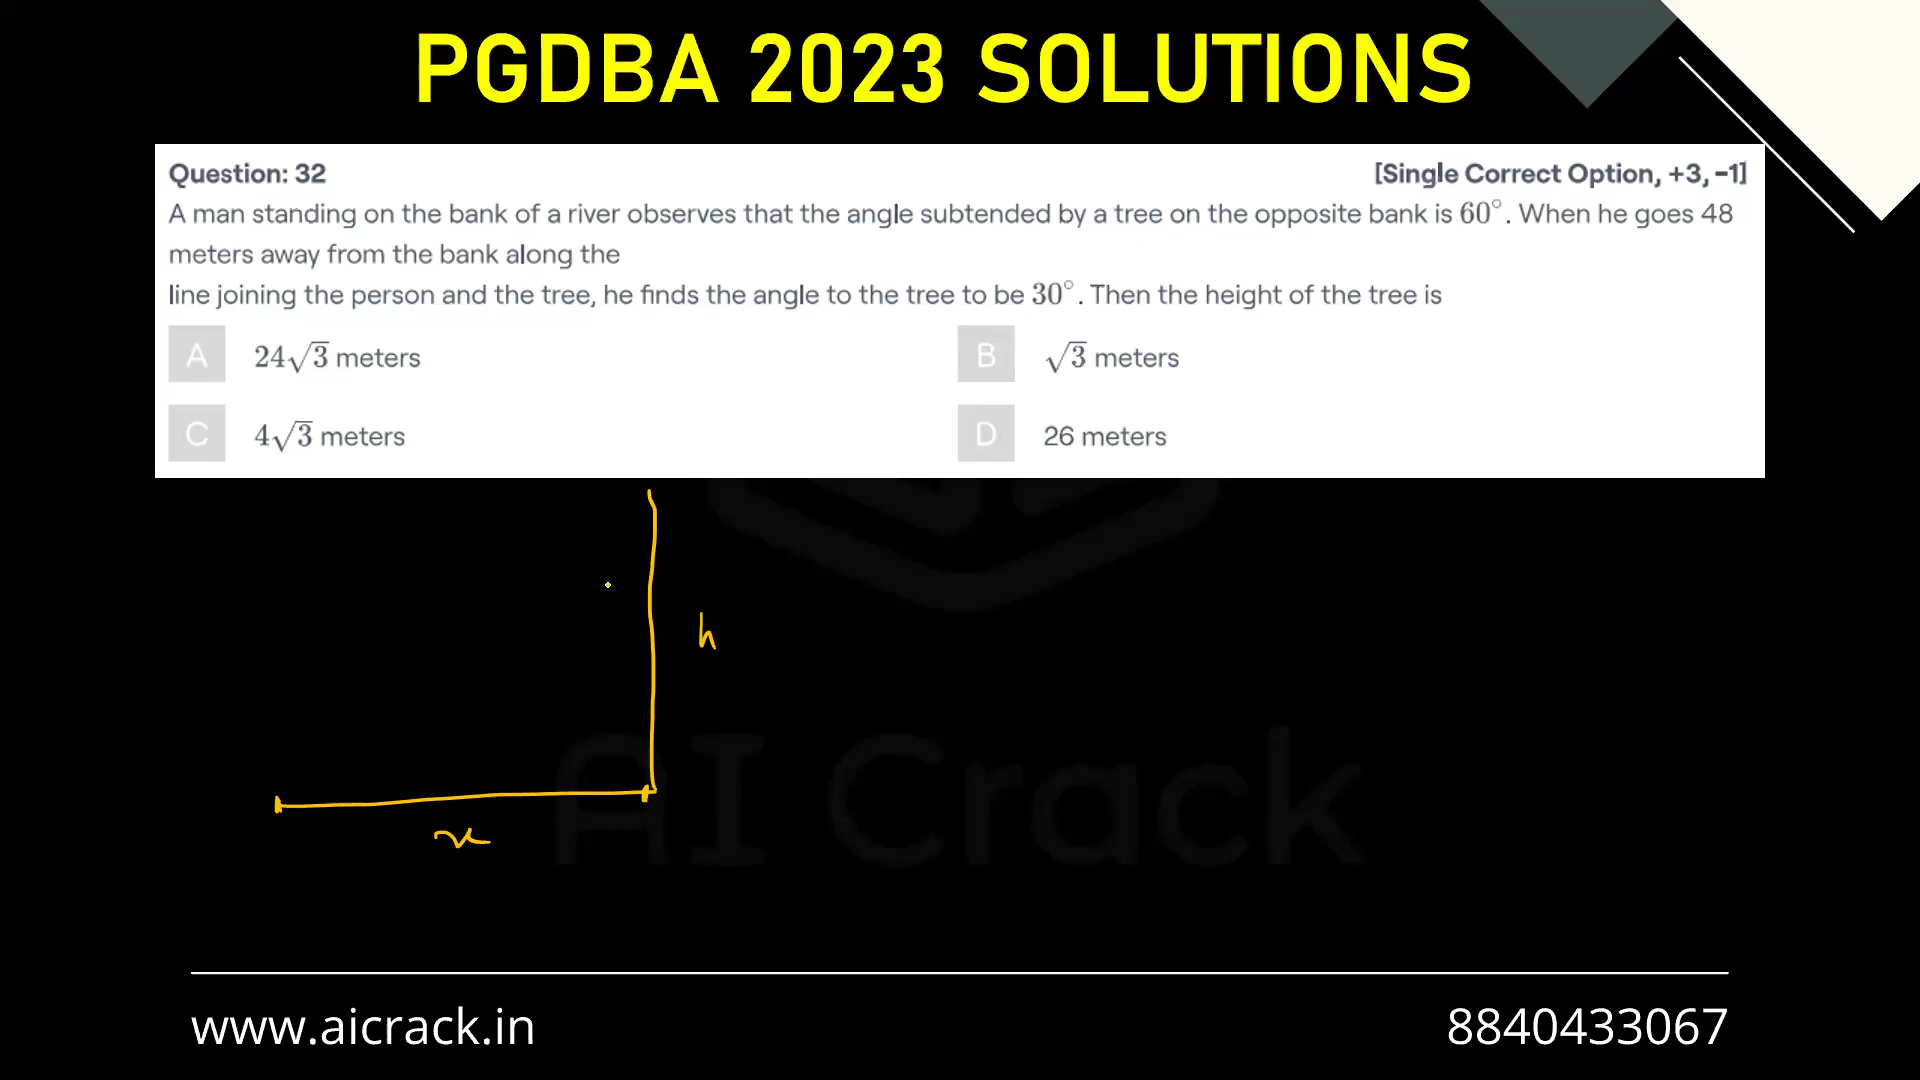 PGDBA 2023 SOLUTIONS
Question: 32 [Single Correct Option, +3, −1]
A man standing on the bank of a river observes that the angle subtended by a tree on the opposite bank is 60°. When he goes 48
meters away from the bank along the
line joining the person and the tree, he finds the angle to the tree to be 30°. Then the height of the tree is
A 24√3 meters B √3 meters
C 4√3 meters D 26 meters
h
x
AI Crack
www.aicrack.in 8840433067